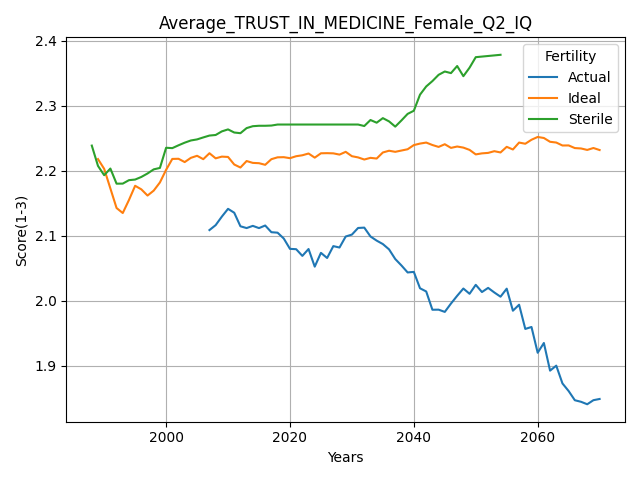 Average_TRUST_IN_MEDICINE_Female_Q2_IQ
2.4
2.3
2.2
2.1
2.0
1.9
Score(1-3)
Fertility
Actual
Ideal
Sterile
2000
2020
2040
2060
Years